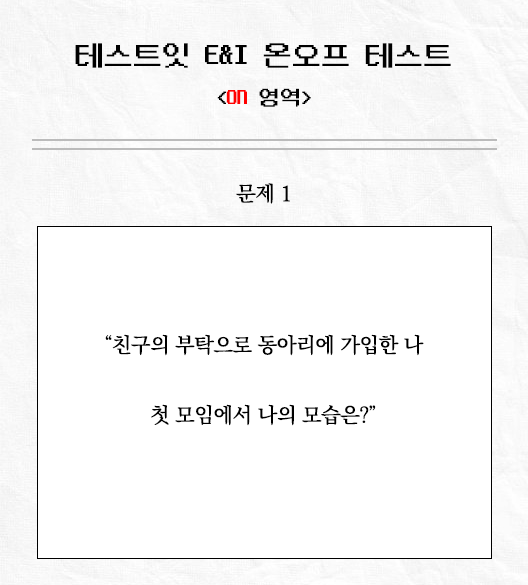 테스트잇 E&I 온오프 테스트
<ON 영역>
문제 1
“친구의 부탁으로 동아리에 가입한 나
첫 모임에서 나의 모습은?”